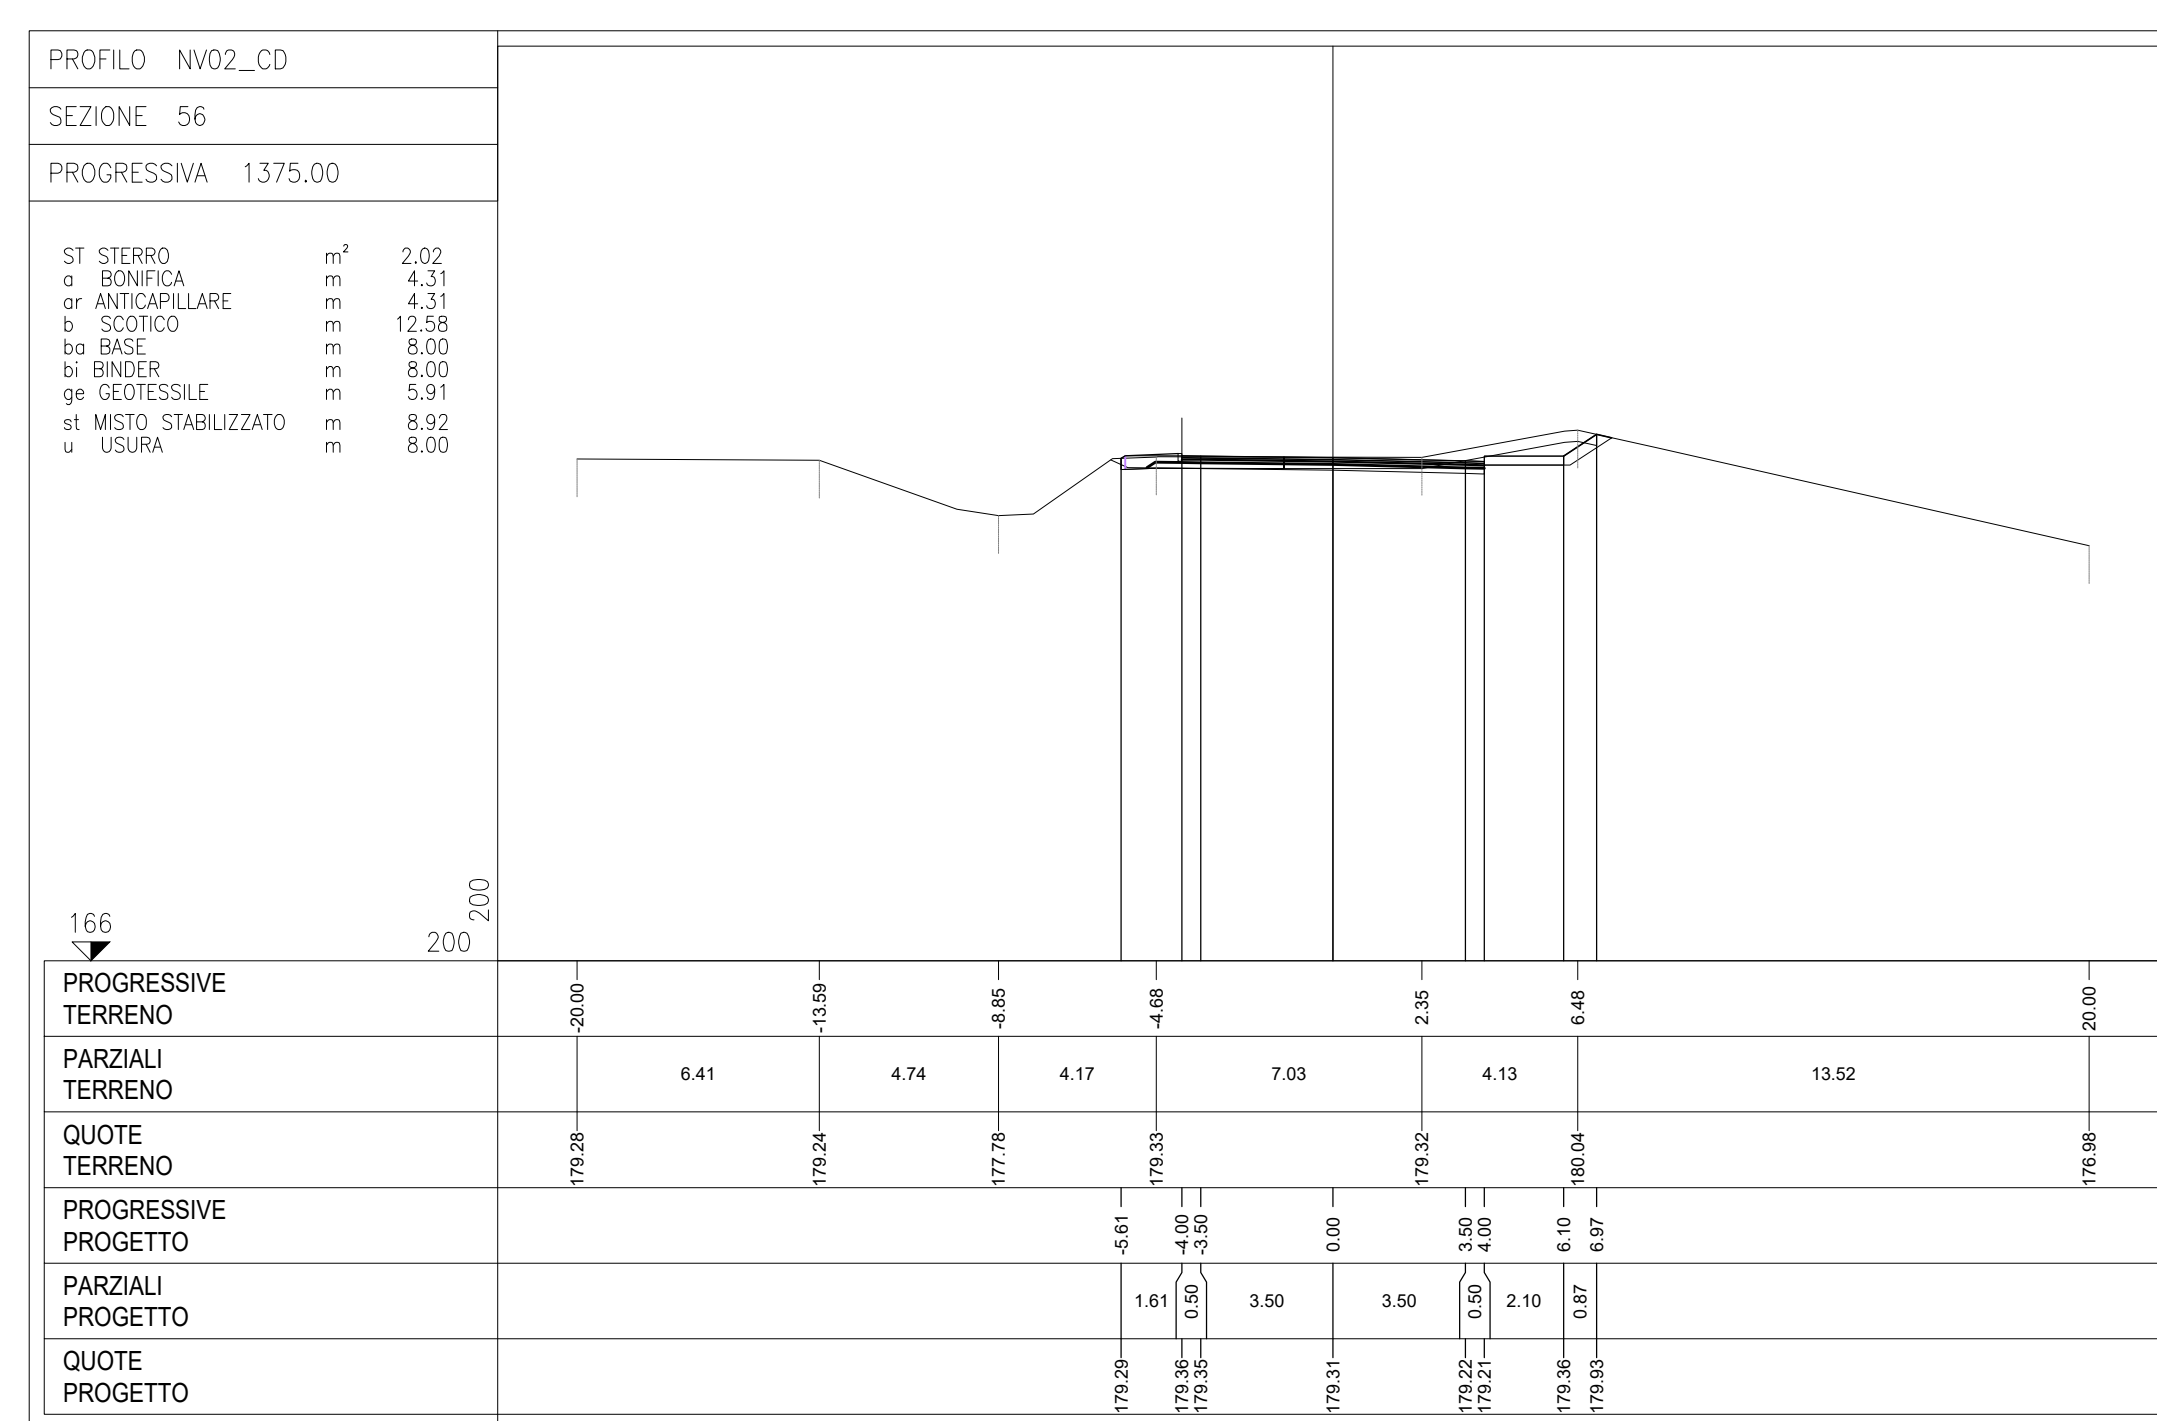 PROFILO NV02_CD
SEZIONE 56
PROGRESSIVA 1375.00
ST STERRO m² 2.02
a BONIFICA m 4.31
ar ANTICAPILLARE m 4.31
b SCOTICO m 12.58
ba BASE m 8.00
bi BINDER m 8.00
ge GEOTESSILE m 5.91
st MISTO STABILIZZATO m 8.92
u USURA m 8.00
200
166
200
PROGRESSIVE
TERRENO
-20.00 -13.59 -8.85 -4.68 2.35 6.48 20.00
PARZIALI
TERRENO
6.41 4.74 4.17 7.03 4.13 13.52
QUOTE
TERRENO
179.28 179.24 177.78 179.33 179.32 180.04 176.98
PROGRESSIVE
PROGETTO
-5.61 -4.00 -3.50 0.00 3.50 4.00 6.10 6.97
PARZIALI
PROGETTO
1.61 0.50 3.50 3.50 0.50 2.10 0.87
QUOTE
PROGETTO
179.29 179.36 179.35 179.31 179.22 179.21 179.36 179.93